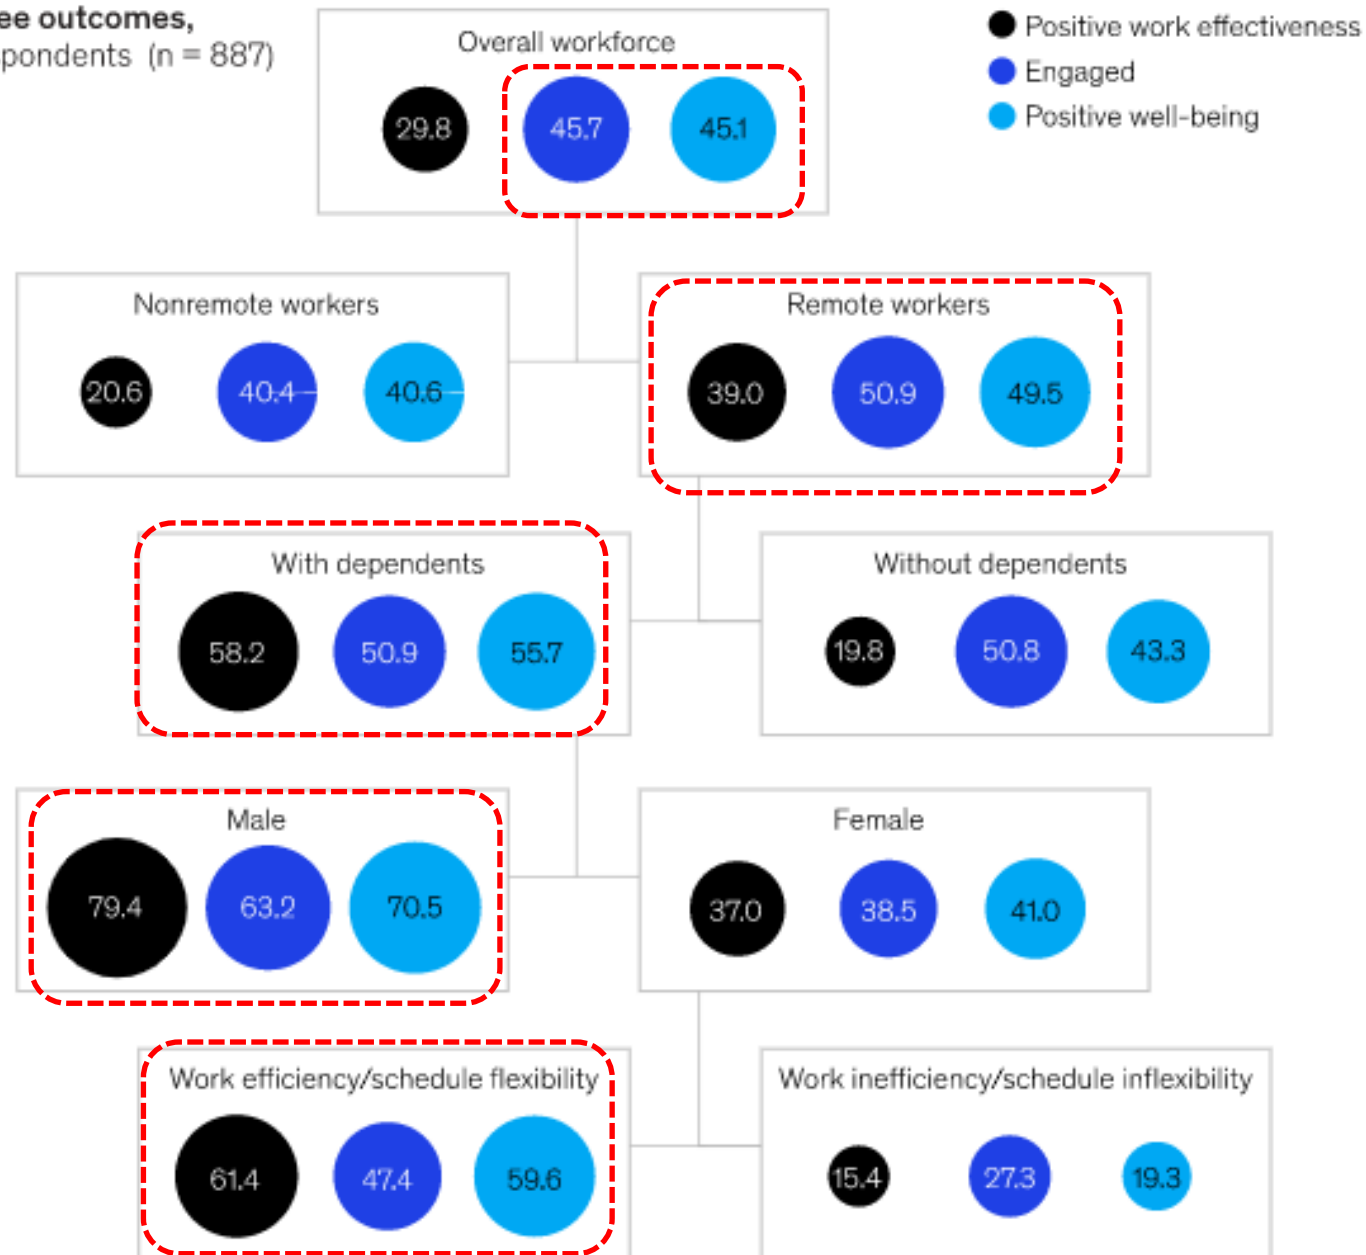 ee outcomes,
pondents (n = 887)
Positive work effectiveness
Engaged
Positive well-being
Overall workforce
29.8 45.7 45.1
Nonremote workers
20.6 40.4 40.6
Remote workers
39.0 50.9 49.5
With dependents
58.2 50.9 55.7
Without dependents
19.8 50.8 43.3
Male
79.4 63.2 70.5
Female
37.0 38.5 41.0
Work efficiency/schedule flexibility
61.4 47.4 59.6
Work inefficiency/schedule inflexibility
15.4 27.3 19.3